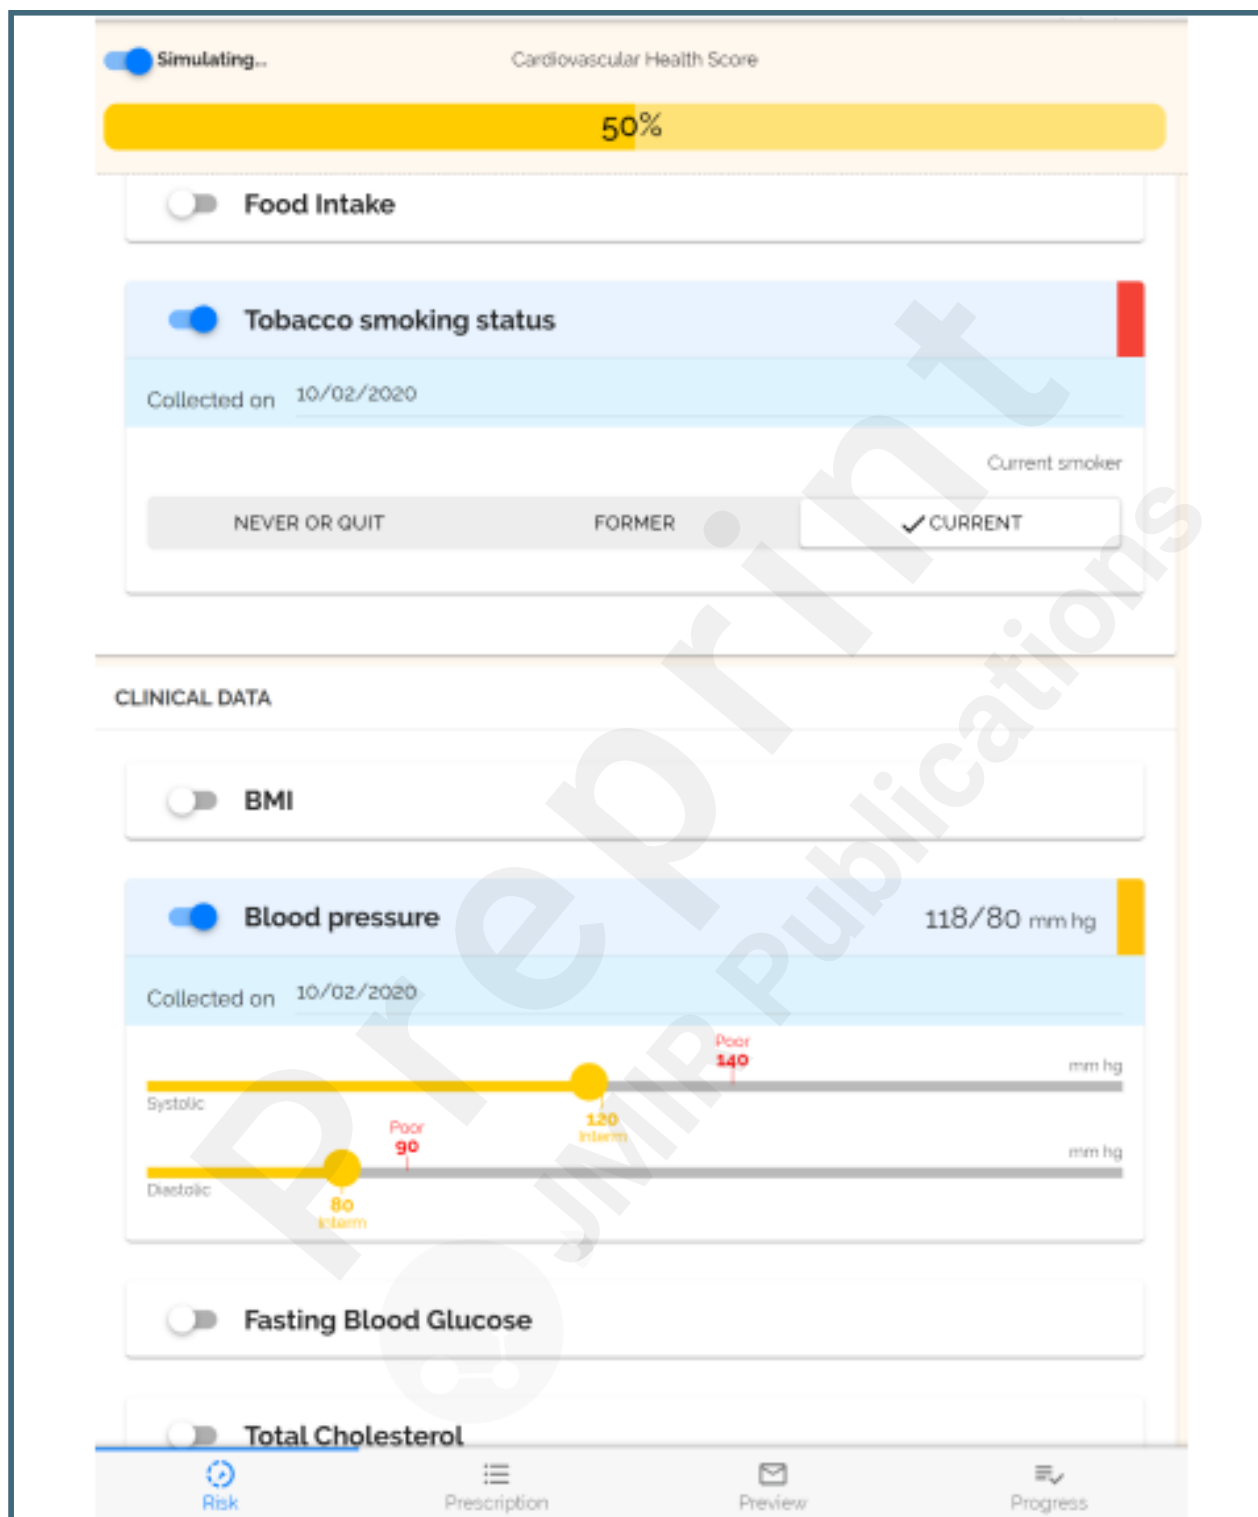 Simulating...
Cardiovascular Health Score
50%
Food Intake
Tobacco smoking status
Collected on 10/02/2020
Current smoker
NEVER OR QUIT FORMER CURRENT
CLINICAL DATA
BMI
Blood pressure 118/80 mm hg
Collected on 10/02/2020
Poor
140
mm hg
Systolic
120
Interm
Poor
90
mm hg
Diastolic
80
Interm
Fasting Blood Glucose
Total Cholesterol
Risk Prescription Preview Progress
Preprint
JMIR Publications